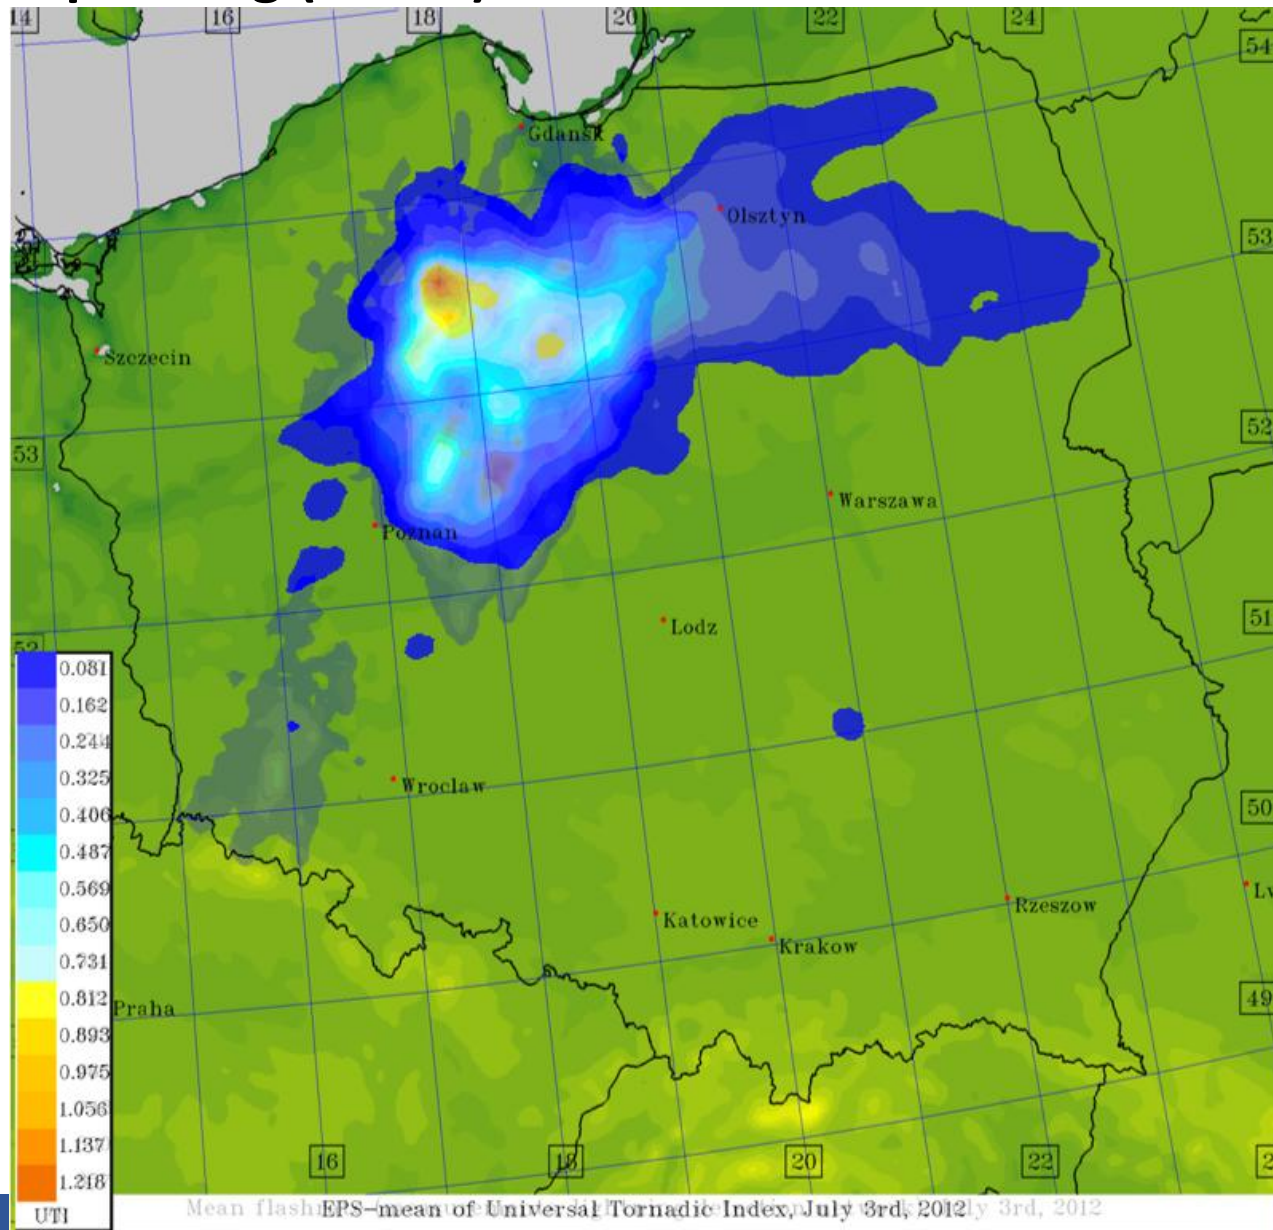 14 16 18 20 22 24
54
Gdansk
Olsztyn
53
Szczecin
52
53
Warszawa
Poznan
51
Lodz
52
0.081
0.162
0.244
0.325
0.406
0.487
0.569
0.650
0.731
0.812
0.893
0.975
1.056
1.137
1.218
UTI
Wroclaw
50
Katowice
Krakow
Rzeszow
49
Praha
16 18 20 22
EPS-mean of Universal Tornadic Index, July 3rd, 2012